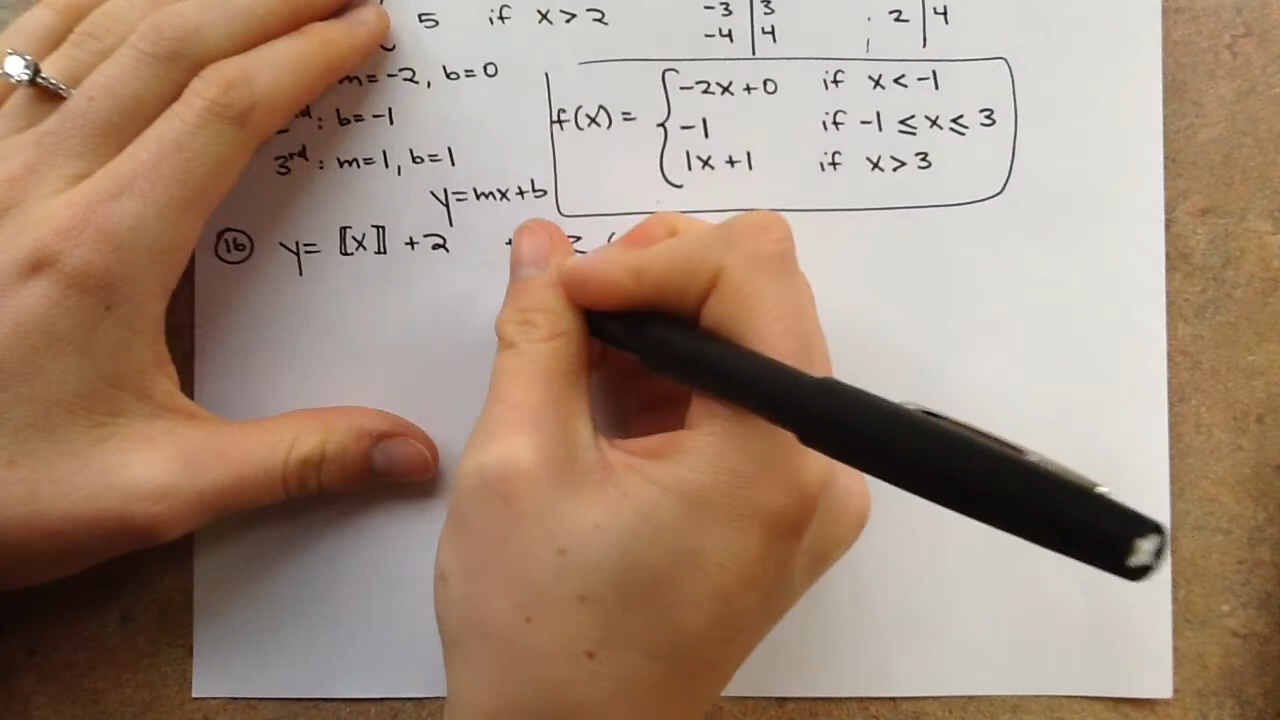 5 if x > 2
-3 | 3 2 | 4
-4 | 4
m=-2, b=0
: b=-1
3rd: m=1, b=1
y=mx+b
f(x) = { -2x+0 if x < -1
-1 if -1 ≤ x ≤ 3
1x+1 if x > 3
16 y= ⟦x⟧ +2